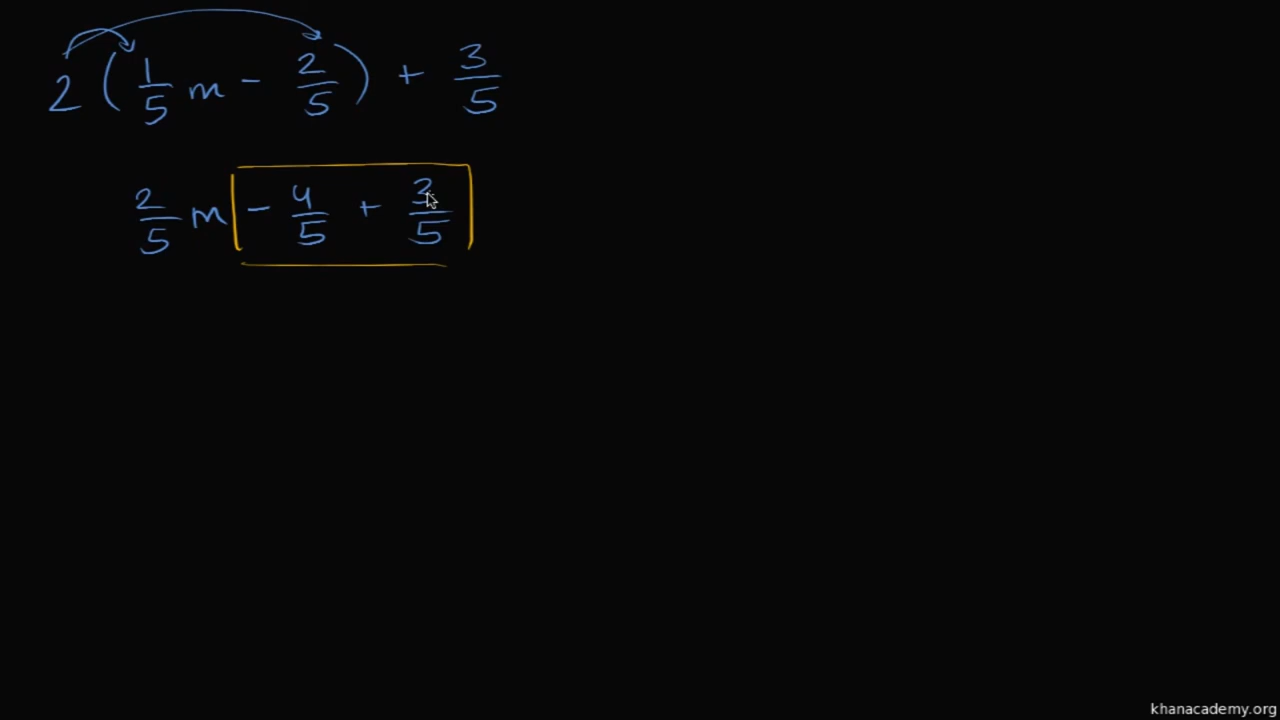 2 ( 1/5 m - 2/5 ) + 3/5
2/5 m - 4/5 + 3/5
khanacademy.org